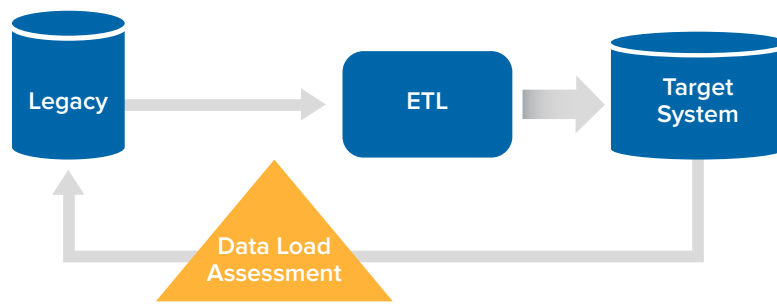 Legacy
ETL
Target
System
Data Load
Assessment